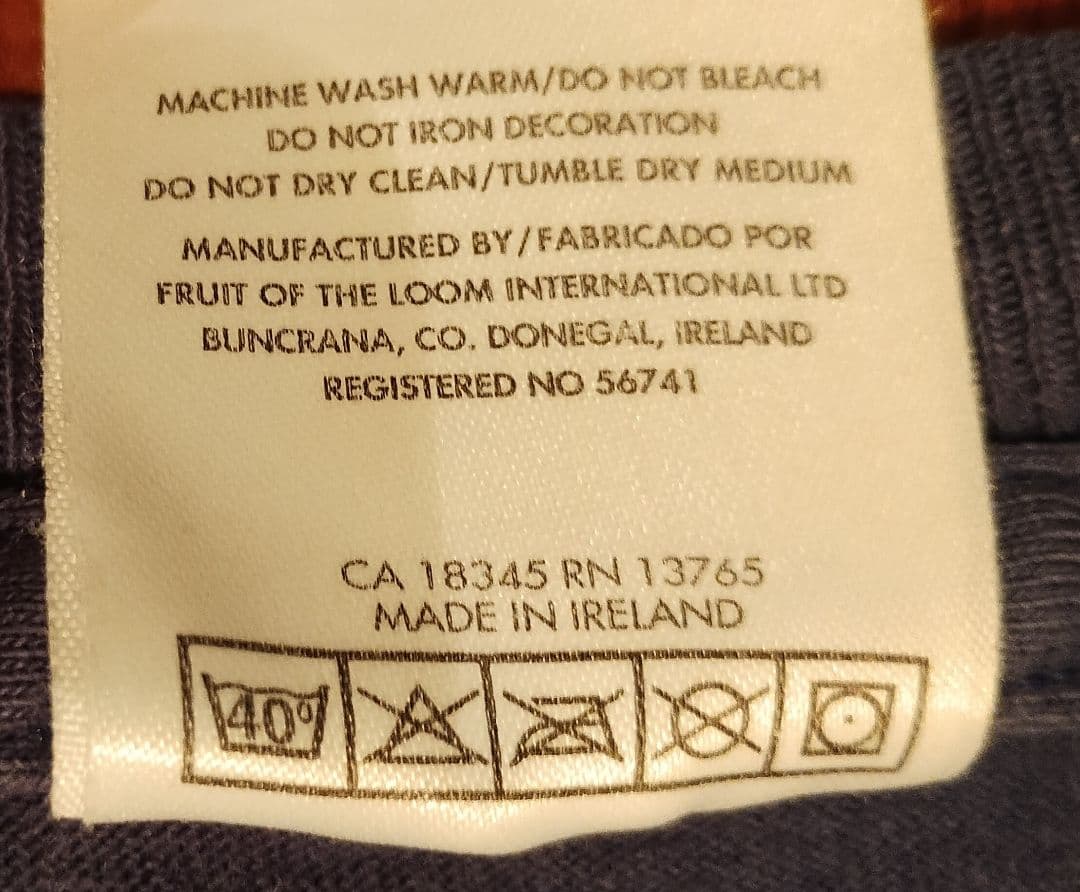 MACHINE WASH WARM/DO NOT BLEACH
DO NOT IRON DECORATION
DO NOT DRY CLEAN/TUMBLE DRY MEDIUM
MANUFACTURED BY/FABRICADO POR
FRUIT OF THE LOOM INTERNATIONAL LTD
BUNCRANA, CO. DONEGAL, IRELAND
REGISTERED NO 56741
CA 18345 RN 13765
MADE IN IRELAND
40°